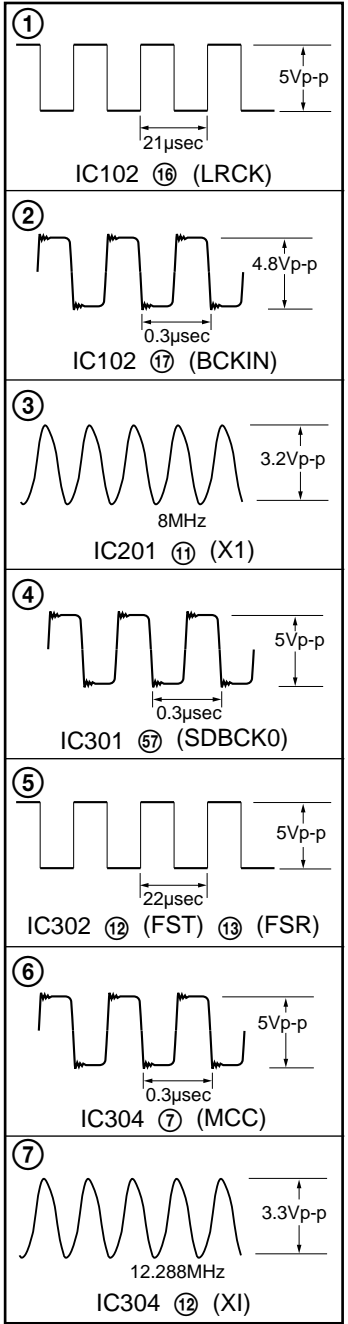 ①
5Vp-p
21μsec
IC102 ⑯ (LRCK)
②
4.8Vp-p
0.3μsec
IC102 ⑰ (BCKIN)
③
3.2Vp-p
8MHz
IC201 ⑪ (X1)
④
5Vp-p
0.3μsec
IC301 57 (SDBCK0)
⑤
5Vp-p
22μsec
IC302 ⑫ (FST) ⑬ (FSR)
⑥
5Vp-p
0.3μsec
IC304 ⑦ (MCC)
⑦
3.3Vp-p
12.288MHz
IC304 ⑫ (XI)